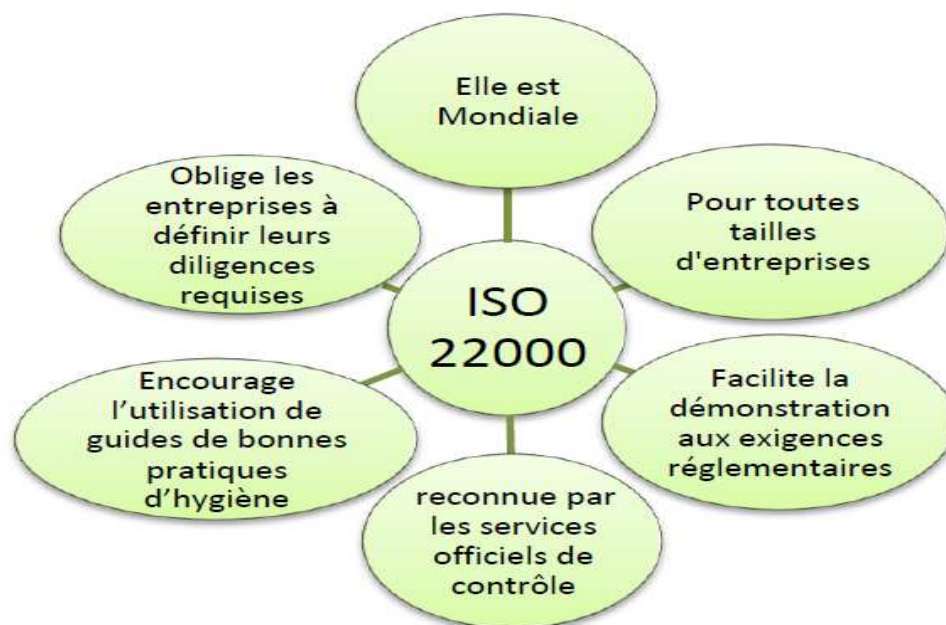 Elle est
Mondiale
Pour toutes
tailles
d'entreprises
Facilite la
démonstration
aux exigences
réglementaires
reconnue par
les services
officiels de
contrôle
Encourage
l’utilisation de
guides de bonnes
pratiques
d’hygiène
Oblige les
entreprises à
définir leurs
diligences
requises
ISO
22000